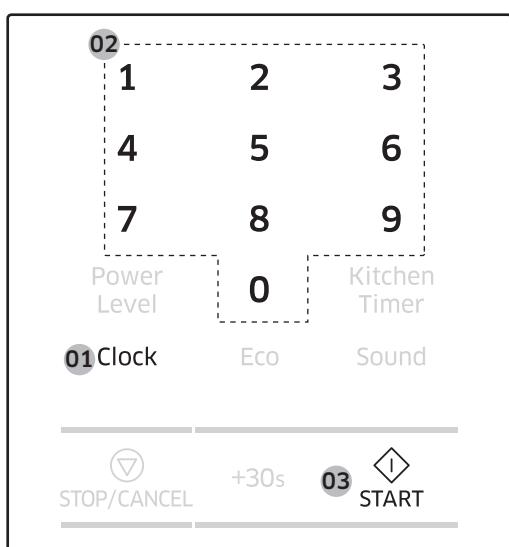 02
1 2 3
4 5 6
7 8 9
Power Level 0 Kitchen Timer
01 Clock Eco Sound
STOP/CANCEL +30s 03 START